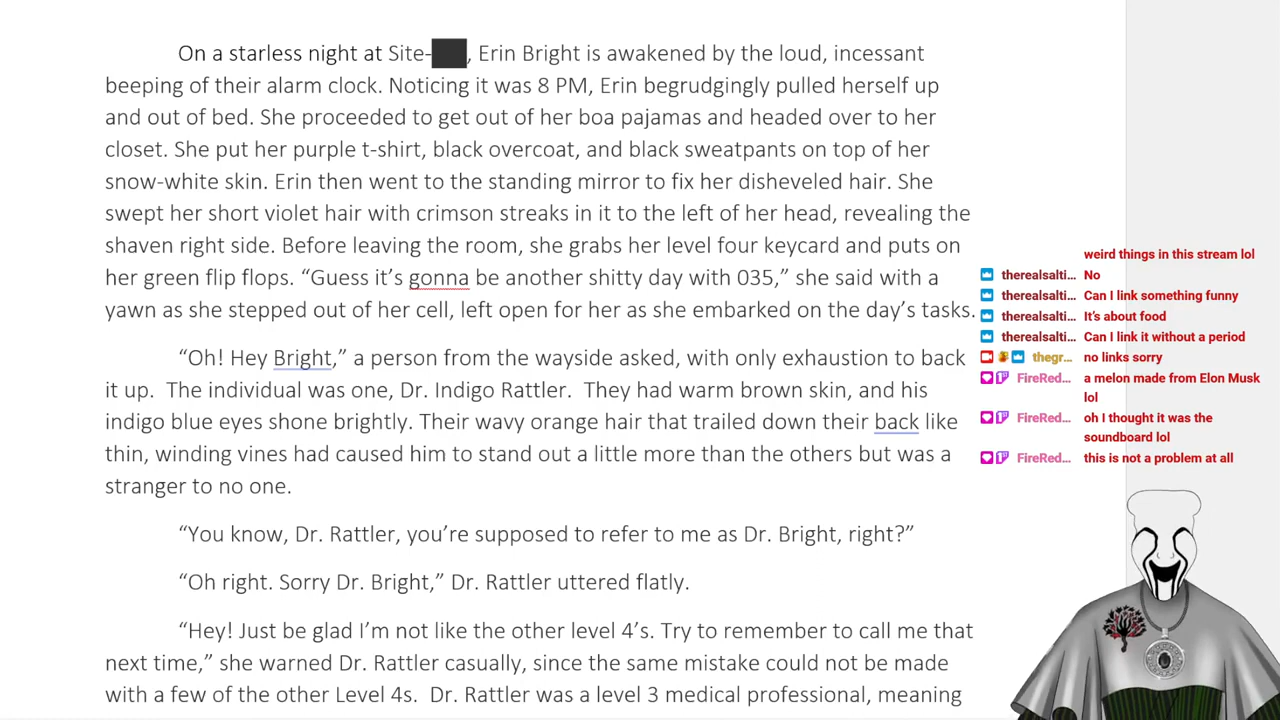 On a starless night at Site-, Erin Bright is awakened by the loud, incessant
beeping of their alarm clock. Noticing it was 8 PM, Erin begrudgingly pulled herself up
and out of bed. She proceeded to get out of her boa pajamas and headed over to her
closet. She put her purple t-shirt, black overcoat, and black sweatpants on top of her
snow-white skin. Erin then went to the standing mirror to fix her disheveled hair. She
swept her short violet hair with crimson streaks in it to the left of her head, revealing the
shaven right side. Before leaving the room, she grabs her level four keycard and puts on
her green flip flops. “Guess it’s gonna be another shitty day with 035,” she said with a
yawn as she stepped out of her cell, left open for her as she embarked on the day’s tasks.
“Oh! Hey Bright,” a person from the wayside asked, with only exhaustion to back
it up. The individual was one, Dr. Indigo Rattler. They had warm brown skin, and his
indigo blue eyes shone brightly. Their wavy orange hair that trailed down their back like
thin, winding vines had caused him to stand out a little more than the others but was a
stranger to no one.
“You know, Dr. Rattler, you’re supposed to refer to me as Dr. Bright, right?”
“Oh right. Sorry Dr. Bright,” Dr. Rattler uttered flatly.
“Hey! Just be glad I’m not like the other level 4’s. Try to remember to call me that
next time,” she warned Dr. Rattler casually, since the same mistake could not be made
with a few of the other Level 4s. Dr. Rattler was a level 3 medical professional, meaning
weird things in this stream lol
therealsalti... No
therealsalti... Can I link something funny
therealsalti... It’s about food
therealsalti... Can I link it without a period
thegr... no links sorry
FireRed... a melon made from Elon Musk
lol
FireRed... oh I thought it was the
soundboard lol
FireRed... this is not a problem at all